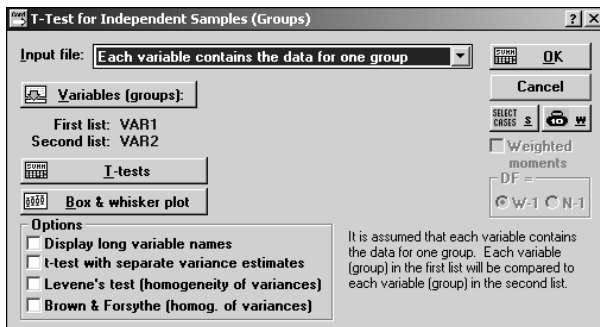 T-Test for Independent Samples (Groups)
Input file: Each variable contains the data for one group
OK
Variables (groups):
Cancel
First list: VAR1
Second list: VAR2
SELECT CASES S
W
T-tests
Weighted moments
DF =
W-1 N-1
Box & whisker plot
Options
Display long variable names
t-test with separate variance estimates
Levene's test (homogeneity of variances)
Brown & Forsythe (homog. of variances)
It is assumed that each variable contains
the data for one group. Each variable
(group) in the first list will be compared to
each variable (group) in the second list.